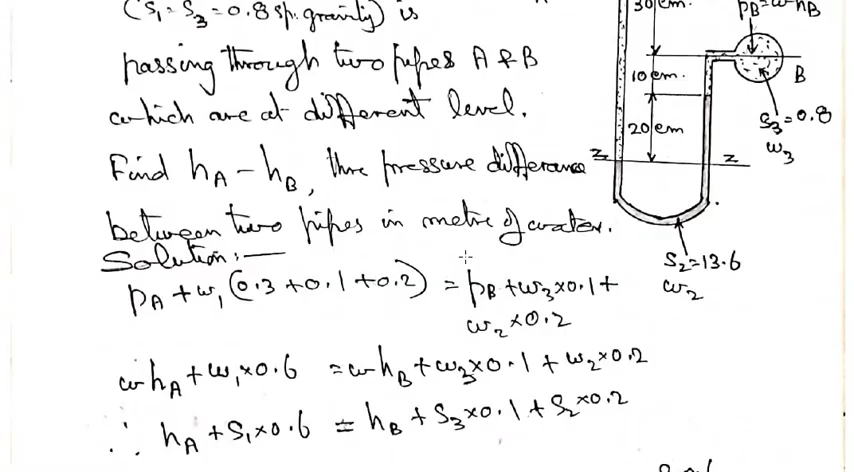 (S₁ = S₃ = 0.8 sp. gravity) is
passing through two pipes A & B
which are at different level.
Find hA - hB, the pressure difference
between two pipes in metre of water.
Solution:—
pA + w₁(0.3 + 0.1 + 0.2) = pB + w₃ × 0.1 +
w₂ × 0.2
w hA + w₁ × 0.6 = w hB + w₃ × 0.1 + w₂ × 0.2
∴ hA + S₁ × 0.6 = hB + S₃ × 0.1 + S₂ × 0.2
30 cm.
pB = w hB
B
10 cm.
S₃ = 0.8
w₃
20 cm
Z
Z
S₂ = 13.6
w₂